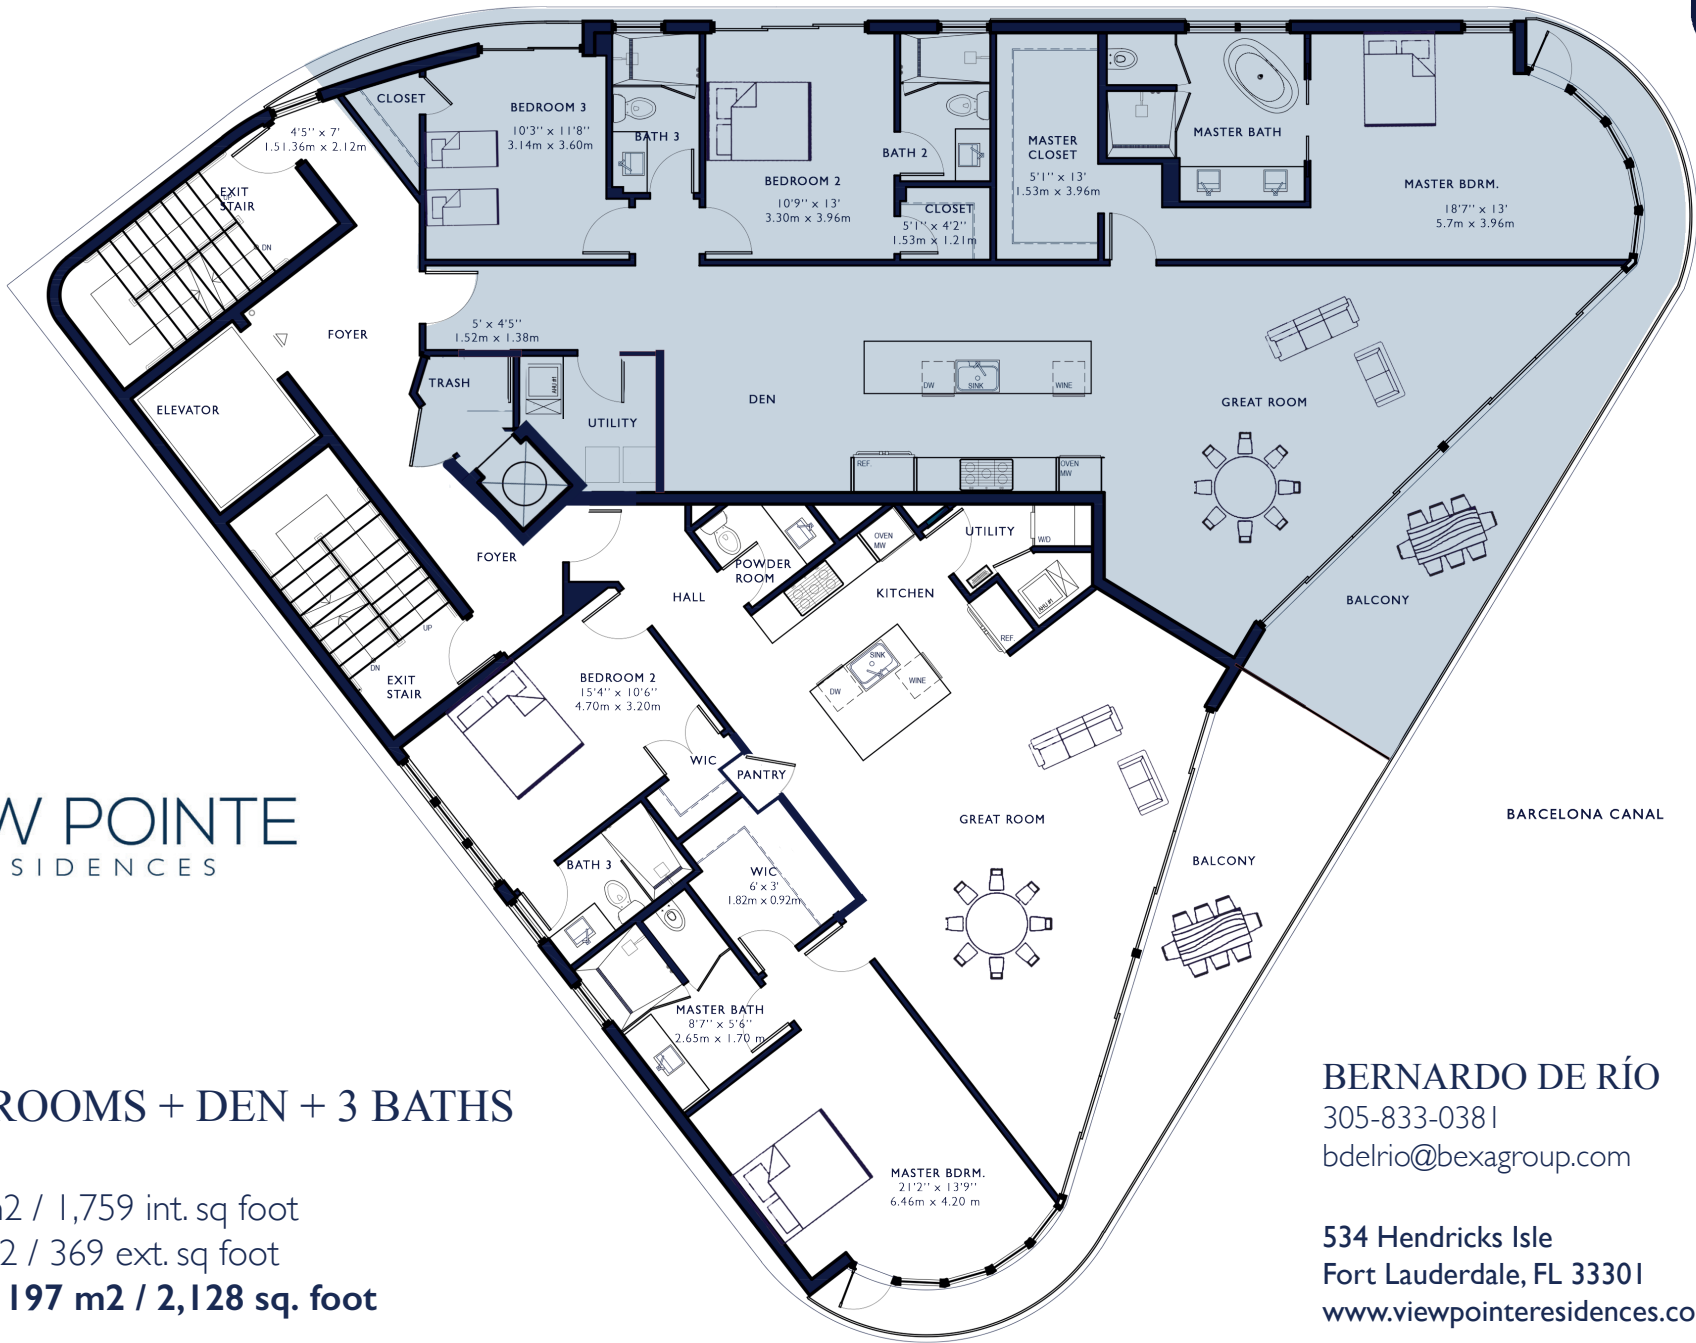 CLOSET
4'5'' x 7'
1.51.36m x 2.12m
BEDROOM 3
10'3'' x 11'8''
3.14m x 3.60m
BATH 3
BEDROOM 2
10'9'' x 13'
3.30m x 3.96m
BATH 2
CLOSET
5'1'' x 4'2''
1.53m x 1.21m
MASTER
CLOSET
5'1'' x 13'
1.53m x 3.96m
MASTER BATH
MASTER BDRM.
18'7'' x 13'
5.7m x 3.96m
EXIT
STAIR
UP
DN
FOYER
5' x 4'5''
1.52m x 1.38m
TRASH
ELEVATOR
AHU #1
UTILITY
DEN
DW
SINK
WINE
GREAT ROOM
REF.
OVEN
MW
BALCONY
FOYER
UP
DN
EXIT
STAIR
HALL
POWDER
ROOM
OVEN
MW
UTILITY
W/D
AHU #1
KITCHEN
REF.
SINK
DW
WINE
BEDROOM 2
15'4'' x 10'6''
4.70m x 3.20m
WIC
PANTRY
GREAT ROOM
BARCELONA CANAL
BALCONY
BATH 3
WIC
6' x 3'
1.82m x 0.92m
MASTER BATH
8'7'' x 5'6''
2.65m x 1.70 m
MASTER BDRM.
21'2'' x 13'9''
6.46m x 4.20 m
W POINTE
SIDENCES
ROOMS + DEN + 3 BATHS
m2 / 1,759 int. sq foot
2 / 369 ext. sq foot
197 m2 / 2,128 sq. foot
BERNARDO DE RÍO
305-833-0381
bdelrio@bexagroup.com
534 Hendricks Isle
Fort Lauderdale, FL 33301
www.viewpointeresidences.co